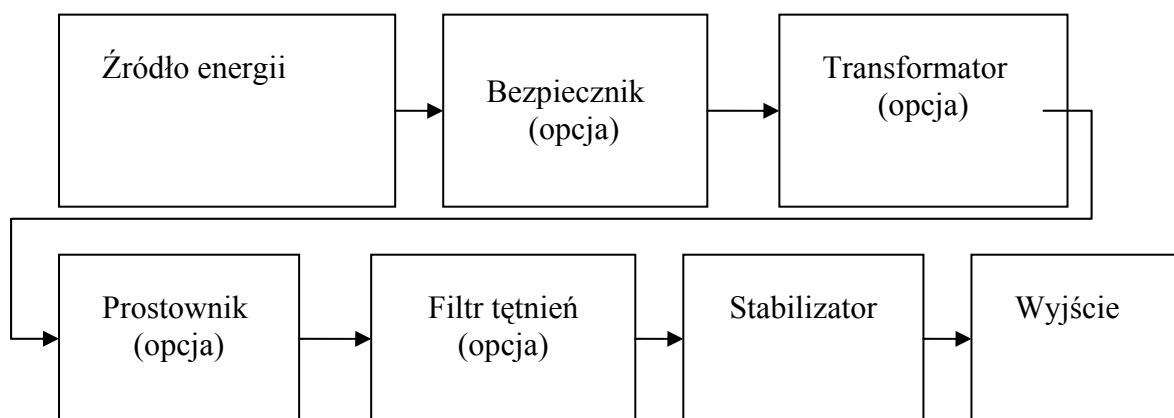 Źródło energii
Bezpiecznik
(opcja)
Transformator
(opcja)
Prostownik
(opcja)
Filtr tętnień
(opcja)
Stabilizator
Wyjście